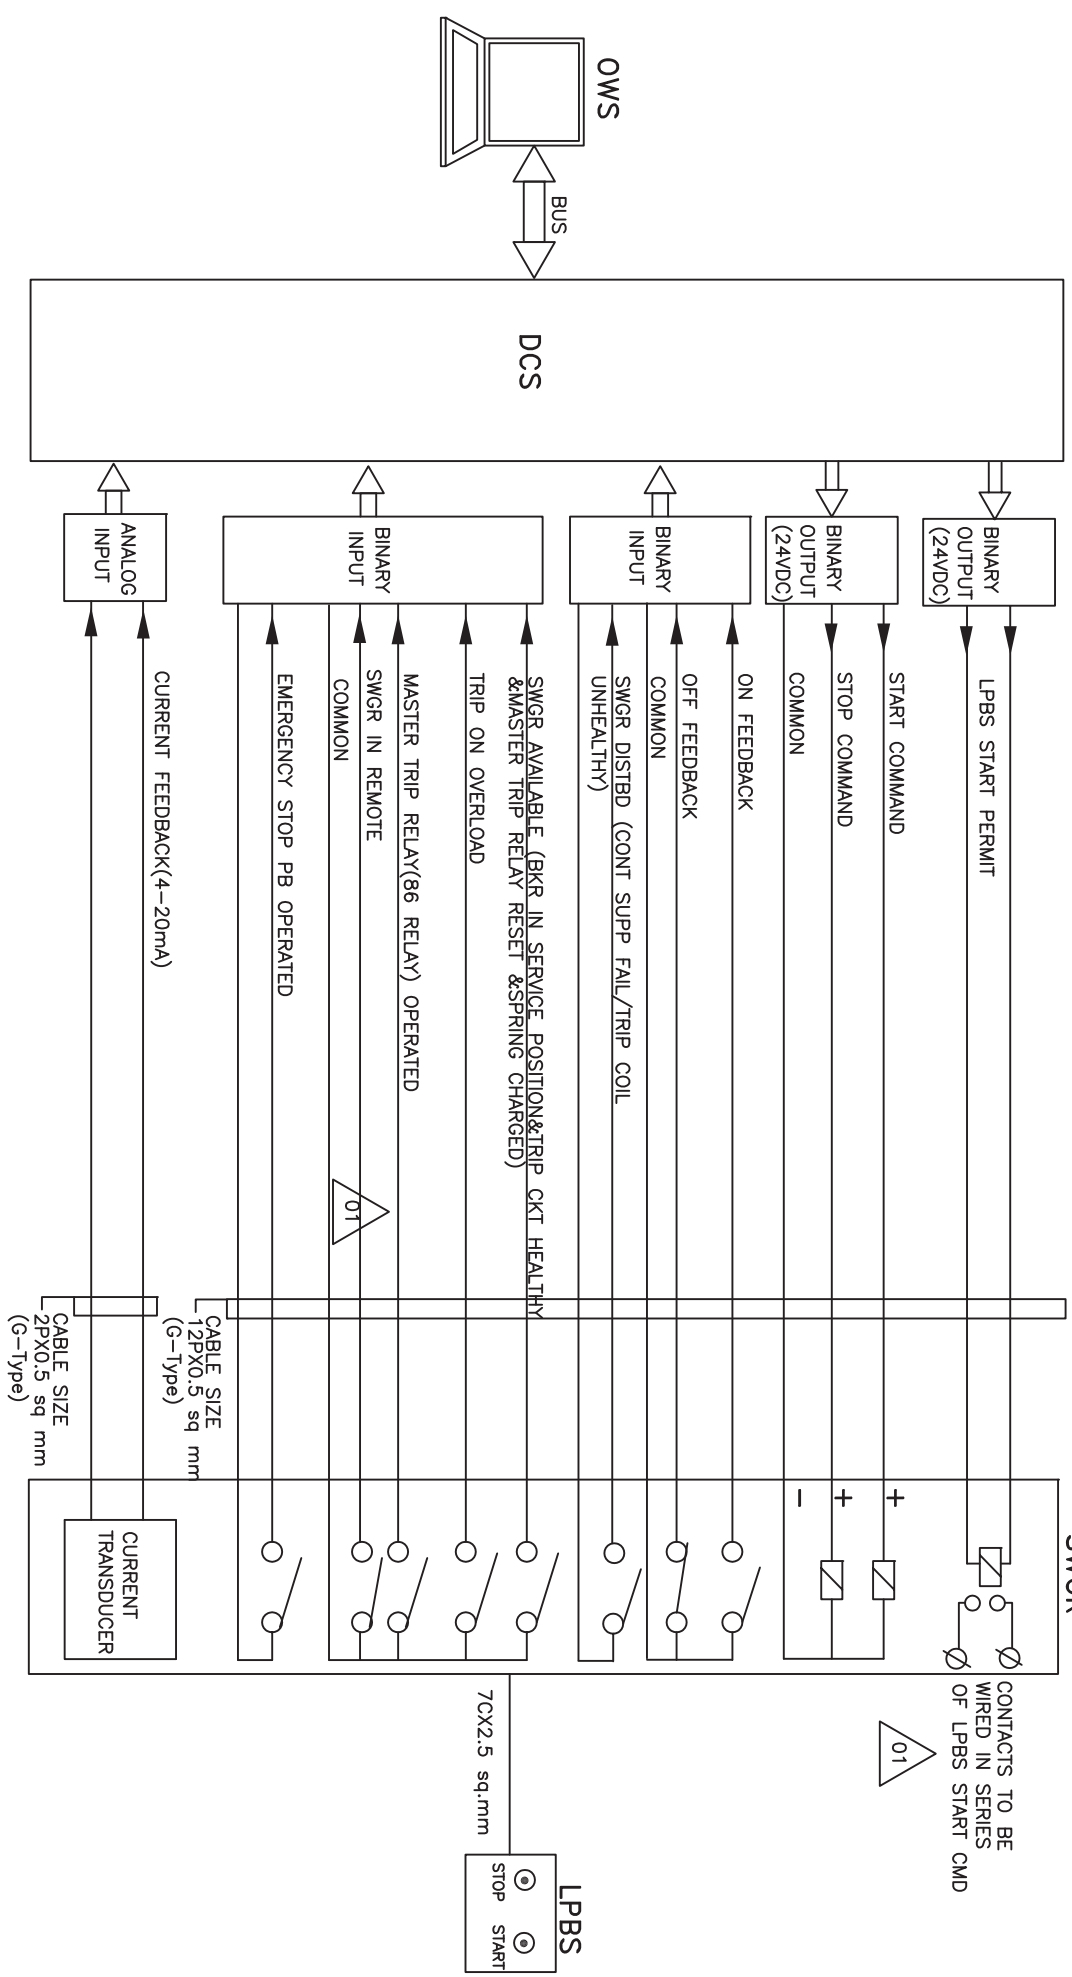 OWS
BUS
DCS
BINARY
OUTPUT
(24VDC)
LPBS START PERMIT
BINARY
OUTPUT
(24VDC)
START COMMAND
STOP COMMAND
COMMON
BINARY
INPUT
ON FEEDBACK
OFF FEEDBACK
COMMON
SWGR DISTBD (CONT SUPP FAIL/TRIP COIL
UNHEALTHY)
BINARY
INPUT
SWGR AVAILABLE (BKR IN SERVICE POSITION&TRIP CKT HEALTHY
&MASTER TRIP RELAY RESET &SPRING CHARGED)
TRIP ON OVERLOAD
MASTER TRIP RELAY(86 RELAY) OPERATED
SWGR IN REMOTE
COMMON
EMERGENCY STOP PB OPERATED
ANALOG
INPUT
CURRENT FEEDBACK(4-20mA)
01
CABLE SIZE
12PX0.5 sq mm
(G-Type)
CABLE SIZE
2PX0.5 sq mm
(G-Type)
+
+
-
CURRENT
TRANSDUCER
CONTACTS TO BE
WIRED IN SERIES
OF LPBS START CMD
01
7CX2.5 sq.mm
LPBS
STOP START